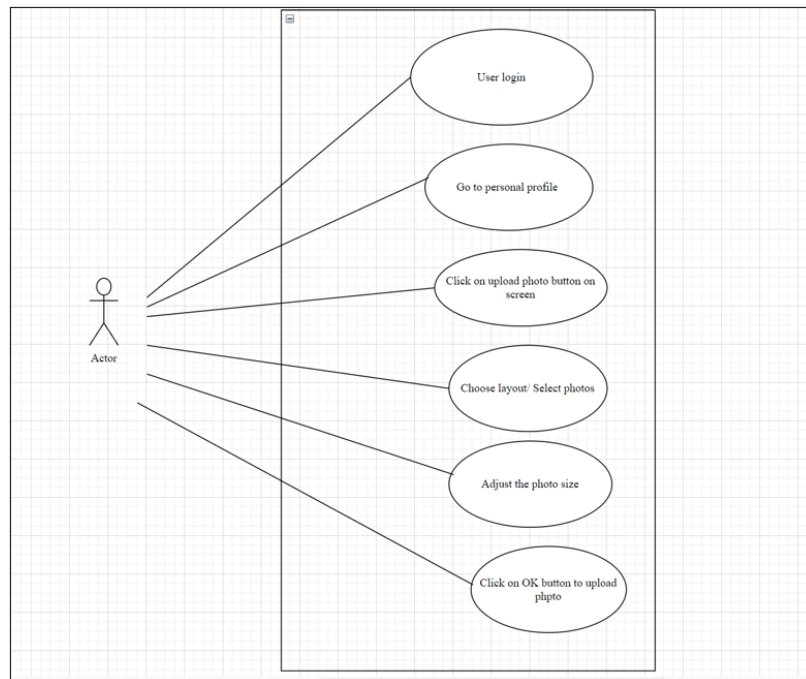 User login
Go to personal profile
Click on upload photo button on
screen
Actor
Choose layout/ Select photos
Adjust the photo size
Click on OK button to upload
phpto